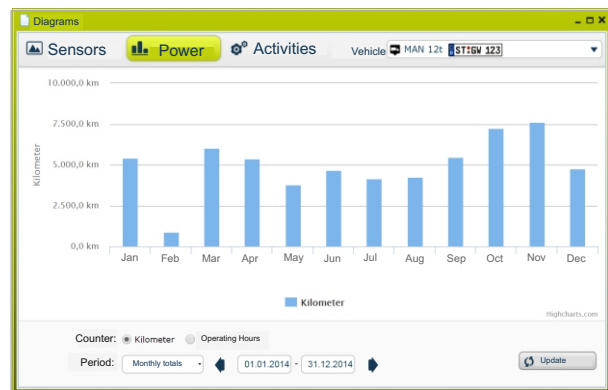 Diagrams
Sensors Power Activities Vehicle MAN 12t ST:GW 123
10.000,0 km
7.500,0 km
5.000,0 km
2.500,0 km
0,0 km
Kilometer
Jan Feb Mar Apr May Jun Jul Aug Sep Oct Nov Dec
Kilometer
Highcharts.com
Counter: Kilometer Operating Hours
Period: Monthly totals 01.01.2014 - 31.12.2014 Update